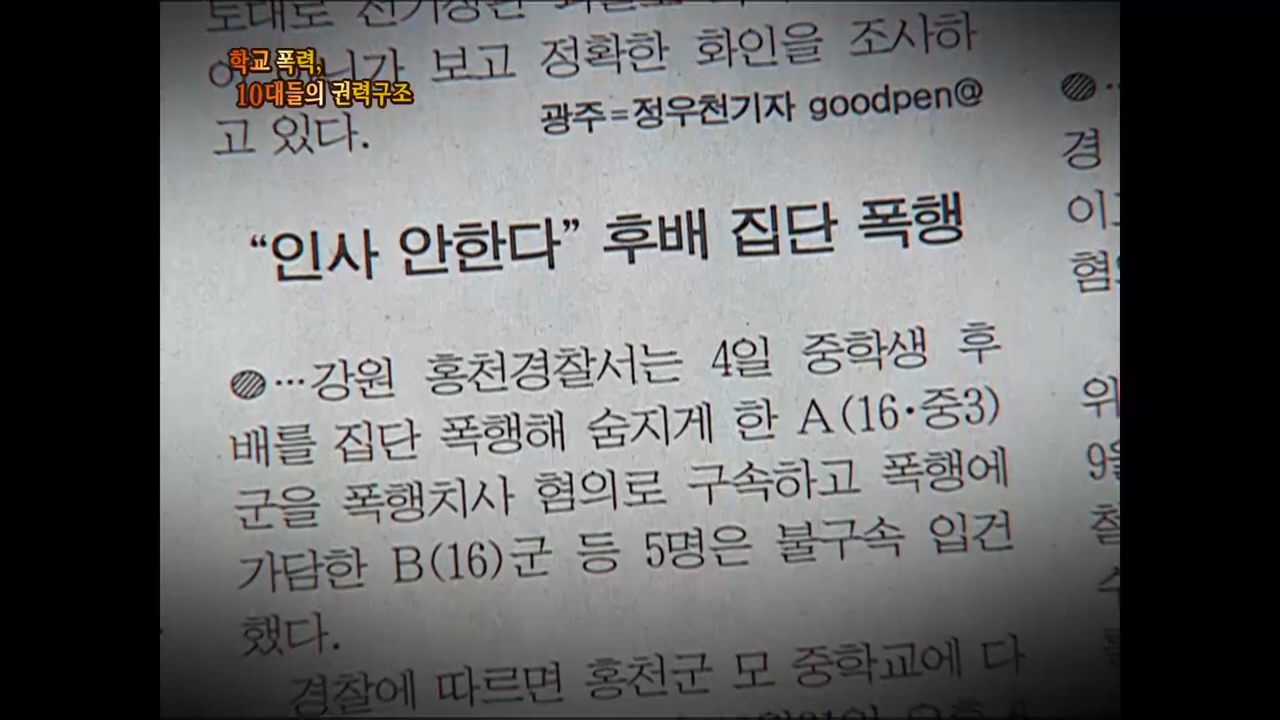 학교 폭력,
10대들의 권력구조
보고 정확한 화인을 조사하
고 있다.
광주=정우천기자 goodpen@
“인사 안한다” 후배 집단 폭행
…강원 홍천경찰서는 4일 중학생 후
배를 집단 폭행해 숨지게 한 A(16·중3)
군을 폭행치사 혐의로 구속하고 폭행에
가담한 B(16)군 등 5명은 불구속 입건
했다.
경찰에 따르면 홍천군 모 중학교에 다
경